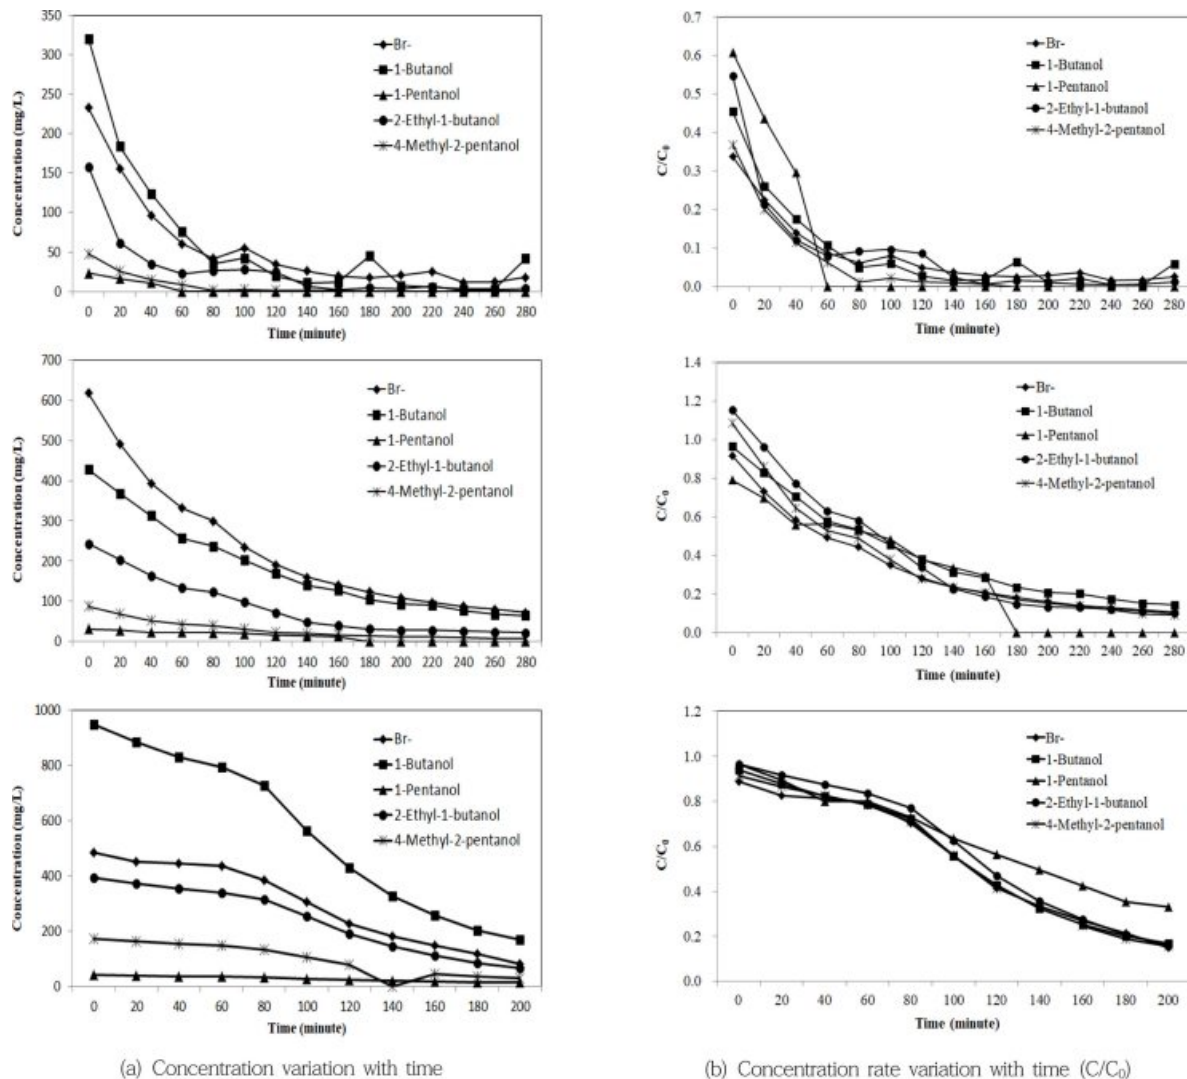 350
300
250
200
150
100
50
0
Concentration (mg/L)
Br-
1-Butanol
1-Pentanol
2-Ethyl-1-butanol
4-Methyl-2-pentanol
0 20 40 60 80 100 120 140 160 180 200 220 240 260 280
Time (minute)
0.7
0.6
0.5
0.4
0.3
0.2
0.1
0.0
C/C₀
Br-
1-Butanol
1-Pentanol
2-Ethyl-1-butanol
4-Methyl-2-pentanol
0 20 40 60 80 100 120 140 160 180 200 220 240 260 280
Time (minute)
700
600
500
400
300
200
100
0
Concentration (mg/L)
Br-
1-Butanol
1-Pentanol
2-Ethyl-1-butanol
4-Methyl-2-pentanol
0 20 40 60 80 100 120 140 160 180 200 220 240 260 280
Time (minute)
1.4
1.2
1.0
0.8
0.6
0.4
0.2
0.0
C/C₀
Br-
1-Butanol
1-Pentanol
2-Ethyl-1-butanol
4-Methyl-2-pentanol
0 20 40 60 80 100 120 140 160 180 200 220 240 260 280
Time (minute)
1000
800
600
400
200
0
Concentration (mg/L)
Br-
1-Butanol
1-Pentanol
2-Ethyl-1-butanol
4-Methyl-2-pentanol
0 20 40 60 80 100 120 140 160 180 200
Time (minute)
1.2
1.0
0.8
0.6
0.4
0.2
0.0
C/C₀
Br-
1-Butanol
1-Pentanol
2-Ethyl-1-butanol
4-Methyl-2-pentanol
0 20 40 60 80 100 120 140 160 180 200
Time (minute)
(a) Concentration variation with time
(b) Concentration rate variation with time (C/C₀)